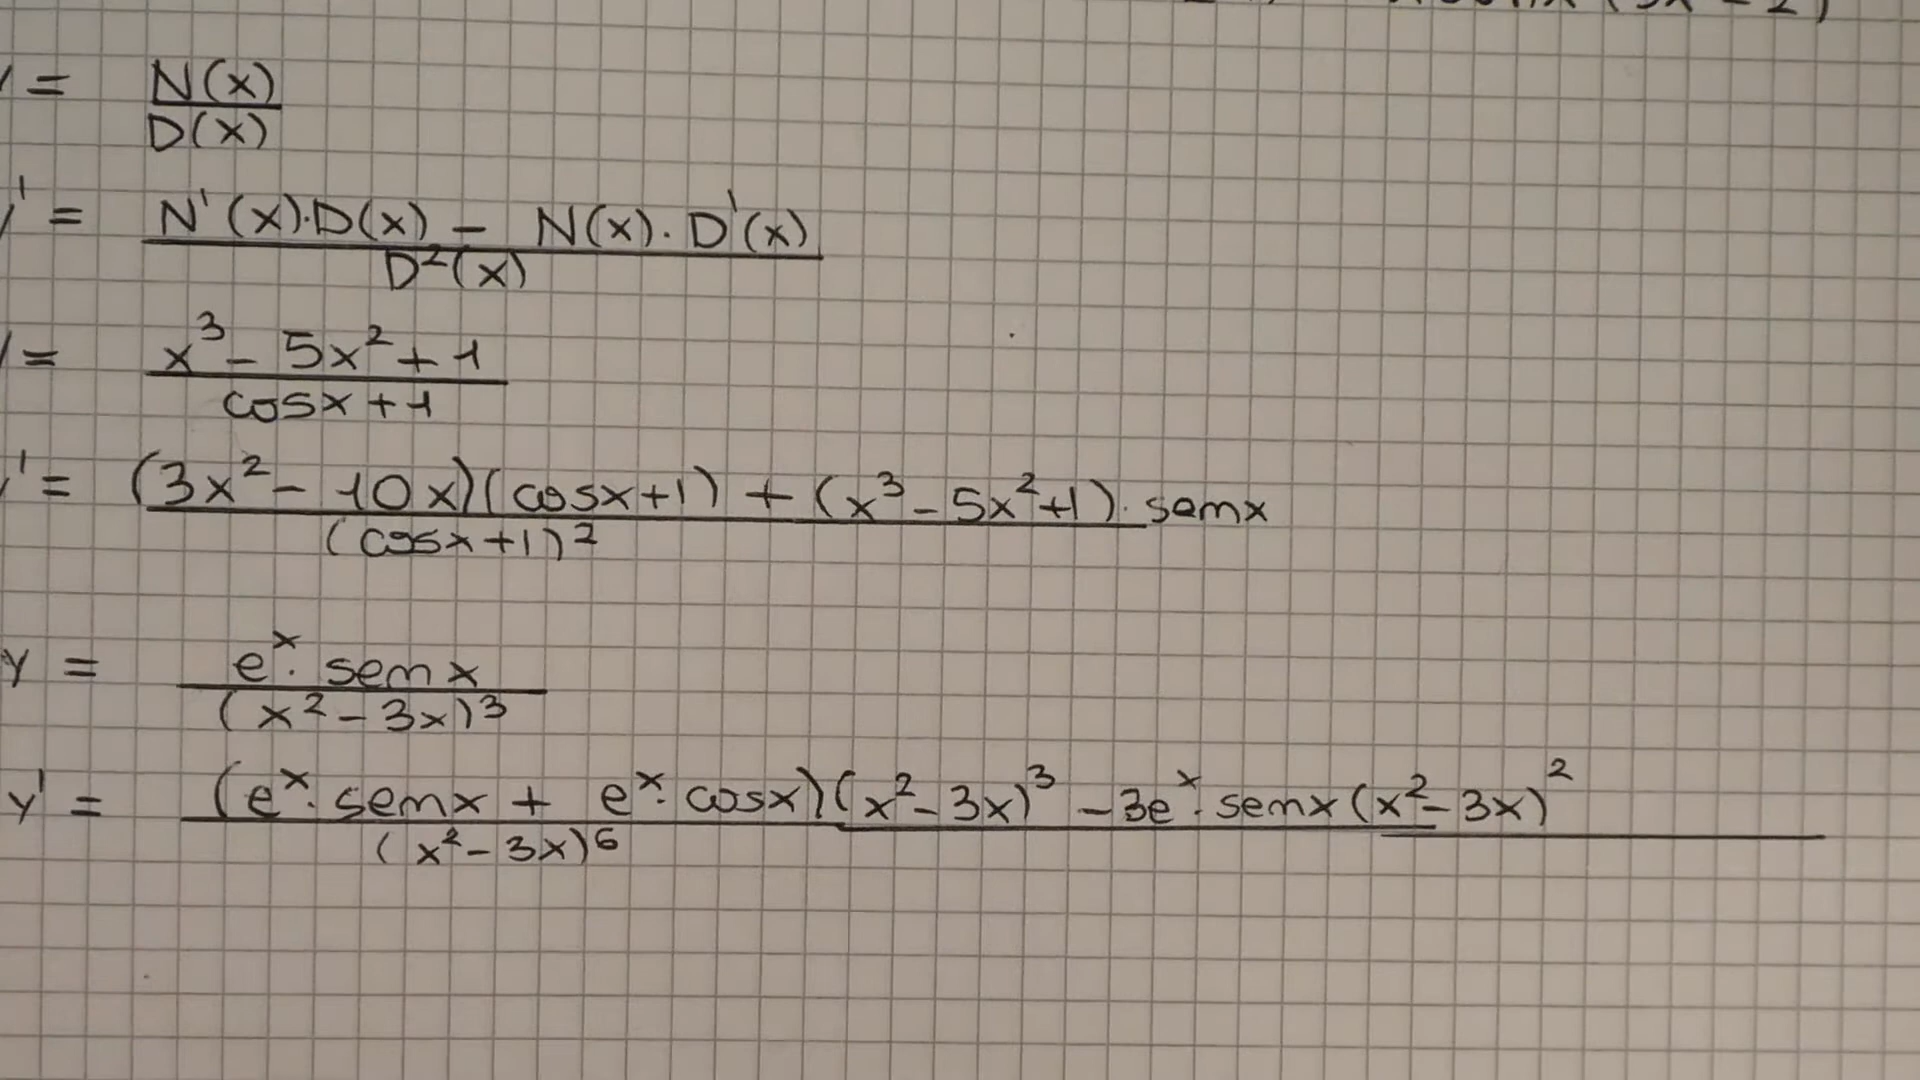 = N(x)/D(x)
' = (N'(x)·D(x) - N(x)·D'(x))/D²(x)
= (x³ - 5x² + 1)/(cosx + 1)
' = ((3x² - 10x)(cosx+1) + (x³ - 5x² + 1)·senx)/(cosx+1)²
y = (eˣ·senx)/(x² - 3x)³
y' = ((eˣ·senx + eˣ·cosx)(x² - 3x)³ - 3eˣ·senx(x² - 3x)²)/(x² - 3x)⁶